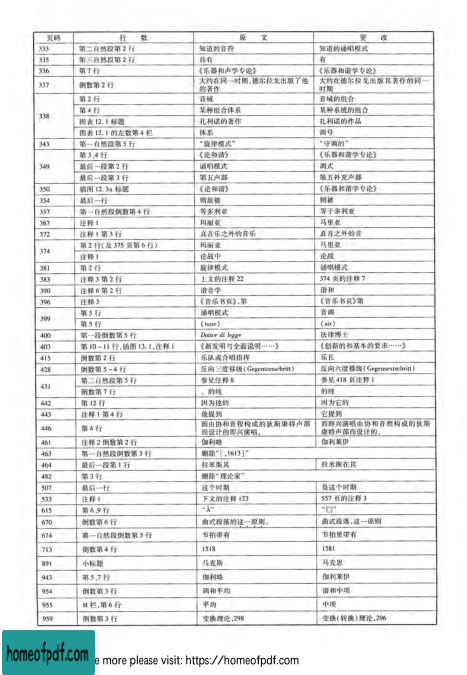 页码 行 数 原 文 更 改
333 第二自然段第2行 知道的音符 知道的诵唱模式
335 第三自然段第2行 共有 有
336 第7行 《乐器和声学专论》 《乐器和谐学专论》
337 倒数第2行 大约在同一时期,德尔拉戈出版了他的著作 大约在德尔拉戈出版其著作的同一时期
338 第2行 音域 音域的组合
第4行 某种组合体系 某种系统的组合
图表12.1标题 扎利诺的著作 扎利诺的作品
图表12.1的左数第4栏 体系 调号
343 第一自然段第5行 “旋律模式” “守调的”
349 第3,4行 《论和谐》 《乐器和谐学专论》
最后一段第2行 诵唱模式 调式
最后一段第3行 第五声部 第五补充声部
350 插图12.3a标题 《论和谐》 《乐器和谐学专论》
354 最后一行 则故被 则被
357 第一自然段倒数第4行 等多利亚 等于多利亚
367 注释1 玛丽亚 马里亚
372 注释1第3行 真音乐之外的音乐 真音之外的音
374 第2行(及375页第6行) 玛丽亚 马里亚
注释1 论战中 论战
381 第2行 旋律模式 诵唱模式
383 注释3第2行 上文的注释22 374页的注释7
390 注释6第2行 谐音学 谐和
396 注释3 《音乐书页》,第 《音乐书页》第
399 第3行 诵唱模式 音调
第5行 (tune) (air)
400 第一段倒数第5行 Dottor di legge 法律博士
403 第10-11行,插图13.1,注释1 《新发明与全面说明……》 《创新的和基本的要求……》
415 倒数第2行 乐队或合唱指挥 乐长
428 倒数第5-4行 反向三度移级(Gegenterzschritt) 反向六度移级(Gegensextschritt)
431 第二自然段第5行 参见注释8 参见418页注释1
倒数第7行 。的纯 的纯
442 第12行 因为他的 因为它的
443 注释1第4行 他提到 它提到
446 第4行 而由协和音程构成的狄斯康特声部而设计的即兴演唱, 而即兴演唱由协和音程构成的狄斯康特声部而设计的。
461 注释2倒数第2行 伽利略 伽利莱伊
463 第一自然段倒数第3行 删除“[,1613]”
464 最后一段第1行 拉米斯其 拉米斯在其
482 第3行 删除“理论家”
507 最后一行 这个时期 是这个时期
533 注释1 下文的注释123 557页的注释3
615 第6,9行 “λ” “□”
670 倒数第6行 曲式段落的这一原则。 曲式段落,这一原则
674 第一自然段倒数第5行 节拍带有 节拍里带有
713 倒数第4行 1518 1581
891 小标题 马克斯 马克思
943 第5,7行 伽利略 伽利莱伊
954 倒数第3行 调和平均 谐和中项
955 M栏,第6行 平均 中项
959 倒数第3行 变换理论,298 变换(转换)理论,296
homeofpdf.com e more please visit: https://homeofpdf.com